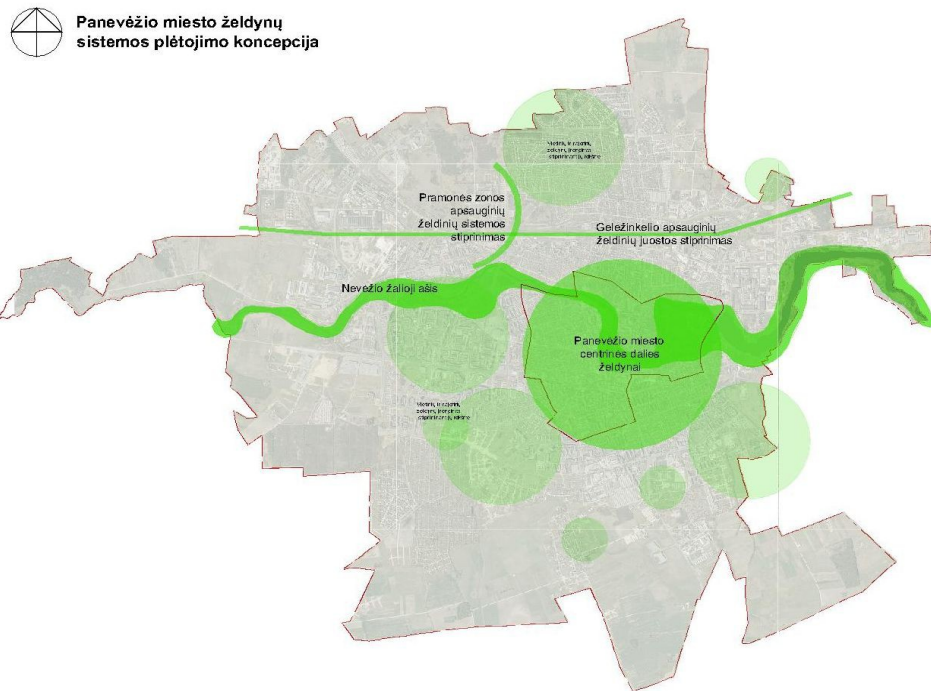 Panevėžio miesto želdynų
sistemos plėtojimo koncepcija
Pramonės zonos
apsauginių
želdinių sistemos
stiprinimas
Geležinkelio apsauginių
želdinių juostos stiprinimas
Nevėžio žalioji ašis
Panevėžio miesto
centrinės dalies
želdynai